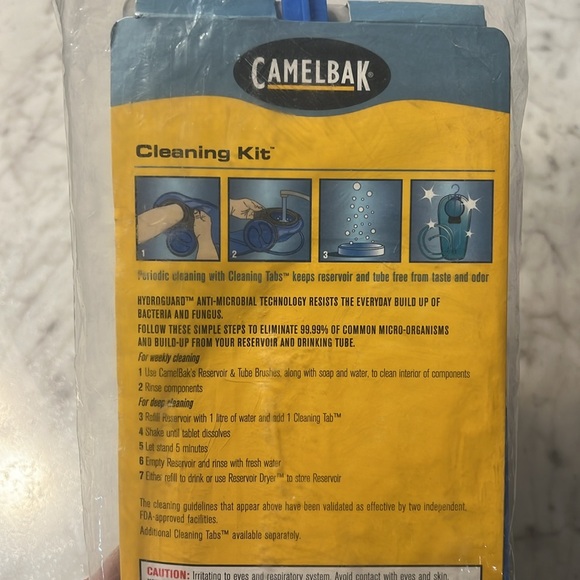 CAMELBAK®
Cleaning Kit™
1
2
3
Periodic cleaning with Cleaning Tabs™ keeps reservoir and tube free from taste and odor
HYDROGUARD™ ANTI-MICROBIAL TECHNOLOGY RESISTS THE EVERYDAY BUILD UP OF
BACTERIA AND FUNGUS.
FOLLOW THESE SIMPLE STEPS TO ELIMINATE 99.99% OF COMMON MICRO-ORGANISMS
AND BUILD-UP FROM YOUR RESERVOIR AND DRINKING TUBE.
For weekly cleaning
1 Use CamelBak's Reservoir & Tube Brushes, along with soap and water, to clean interior of components
2 Rinse components
For deep cleaning
3 Refill Reservoir with 1 litre of water and add 1 Cleaning Tab™
4 Shake until tablet dissolves
5 Let stand 5 minutes
6 Empty Reservoir and rinse with fresh water
7 Either refill to drink or use Reservoir Dryer™ to store Reservoir
The cleaning guidelines that appear above have been validated as effective by two independent,
FDA-approved facilities.
Additional Cleaning Tabs™ available separately.
CAUTION: Irritating to eyes and respiratory system. Avoid contact with eyes and skin.